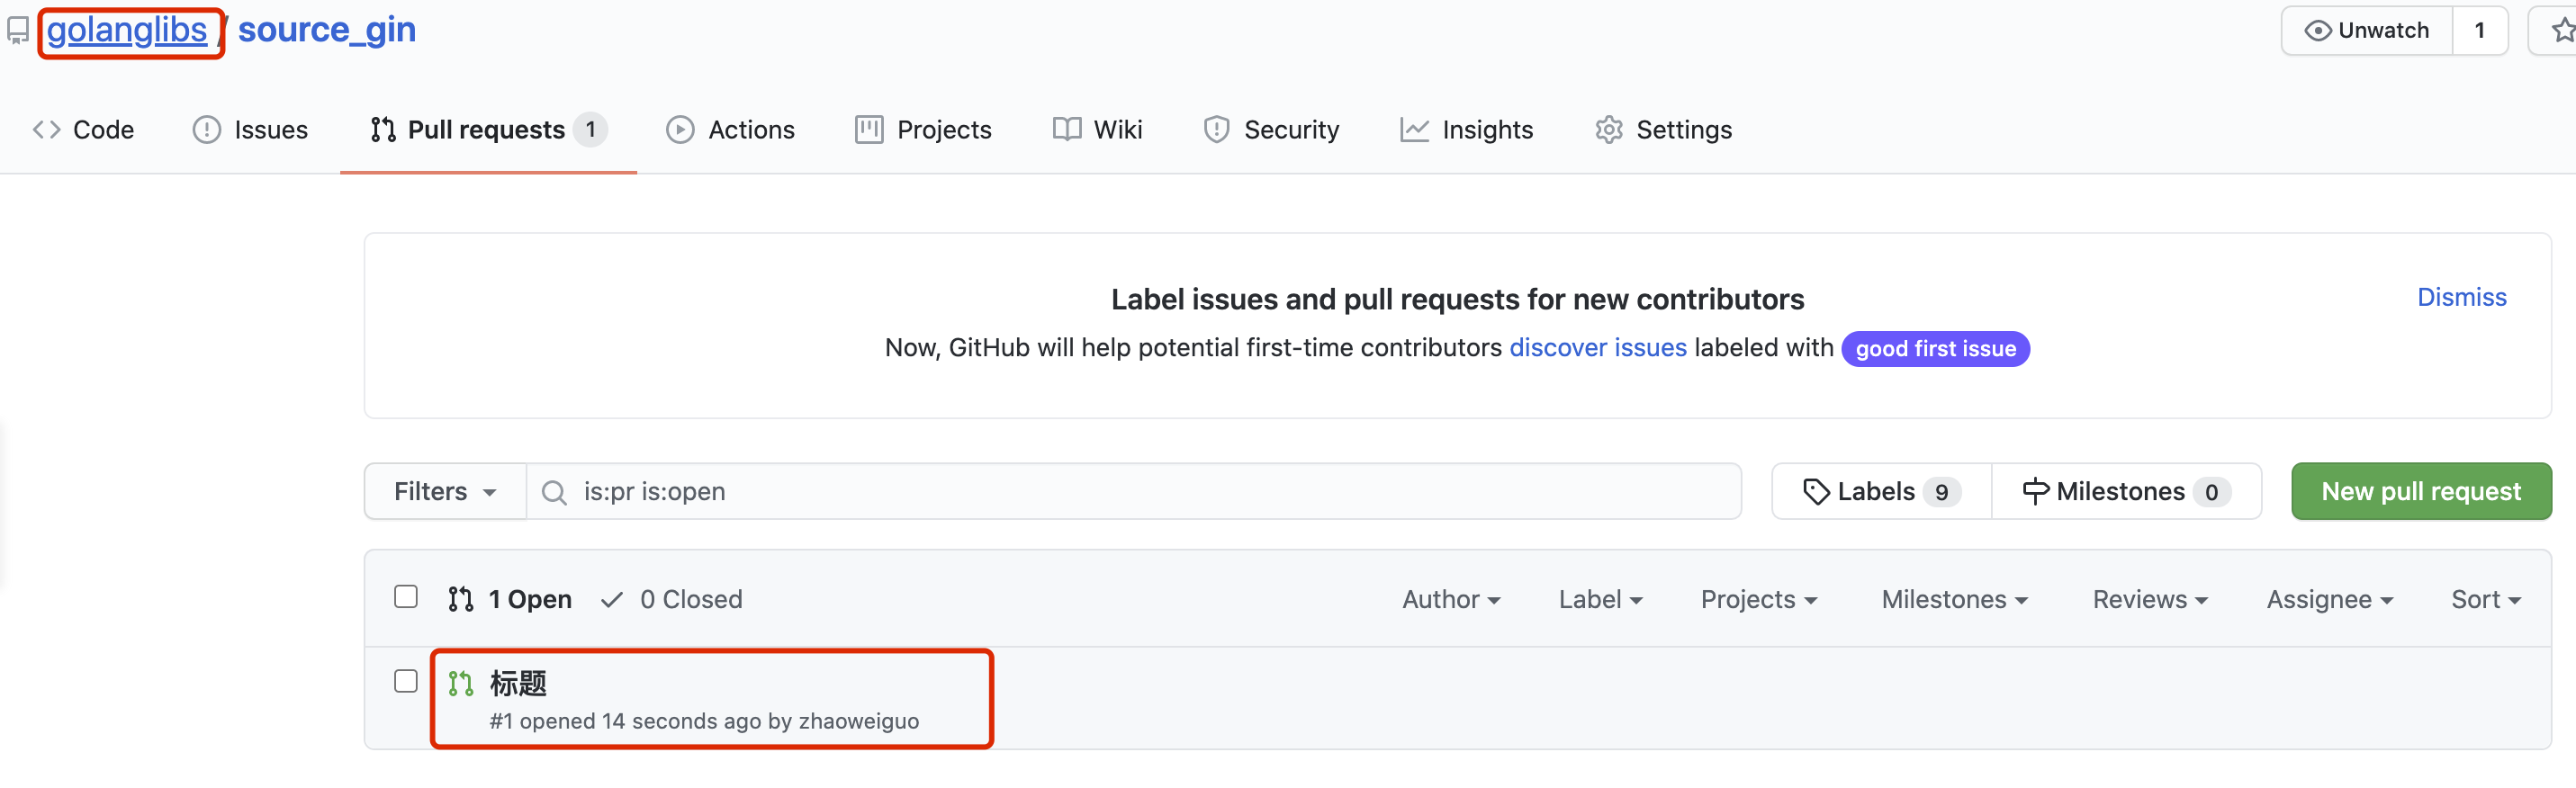 golanglibs / source_gin
Unwatch 1
Code Issues Pull requests 1 Actions Projects Wiki Security Insights Settings
Label issues and pull requests for new contributors
Dismiss
Now, GitHub will help potential first-time contributors discover issues labeled with good first issue
Filters is:pr is:open Labels 9 Milestones 0 New pull request
1 Open 0 Closed Author Label Projects Milestones Reviews Assignee Sort
标题
#1 opened 14 seconds ago by zhaoweiguo